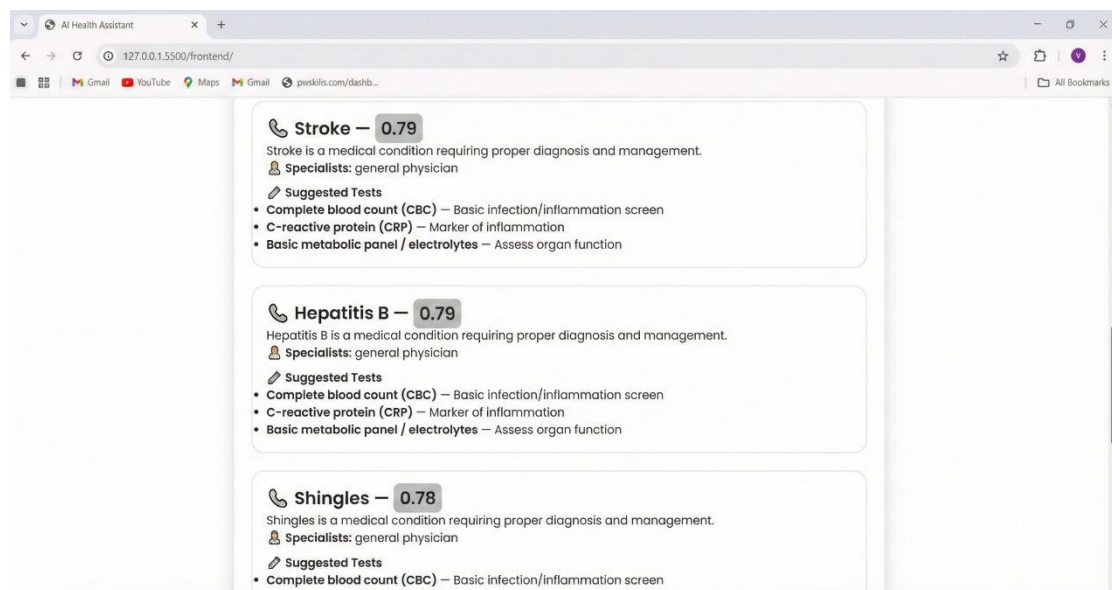 AI Health Assistant
127.0.0.1.5500/frontend/
Gmail YouTube Maps Gmail pwskilis.com/dashb... All Bookmarks
V
Stroke — 0.79
Stroke is a medical condition requiring proper diagnosis and management.
Specialists: general physician
Suggested Tests
• Complete blood count (CBC) — Basic infection/inflammation screen
• C-reactive protein (CRP) — Marker of inflammation
• Basic metabolic panel / electrolytes — Assess organ function
Hepatitis B — 0.79
Hepatitis B is a medical condition requiring proper diagnosis and management.
Specialists: general physician
Suggested Tests
• Complete blood count (CBC) — Basic infection/inflammation screen
• C-reactive protein (CRP) — Marker of inflammation
• Basic metabolic panel / electrolytes — Assess organ function
Shingles — 0.78
Shingles is a medical condition requiring proper diagnosis and management.
Specialists: general physician
Suggested Tests
• Complete blood count (CBC) — Basic infection/inflammation screen